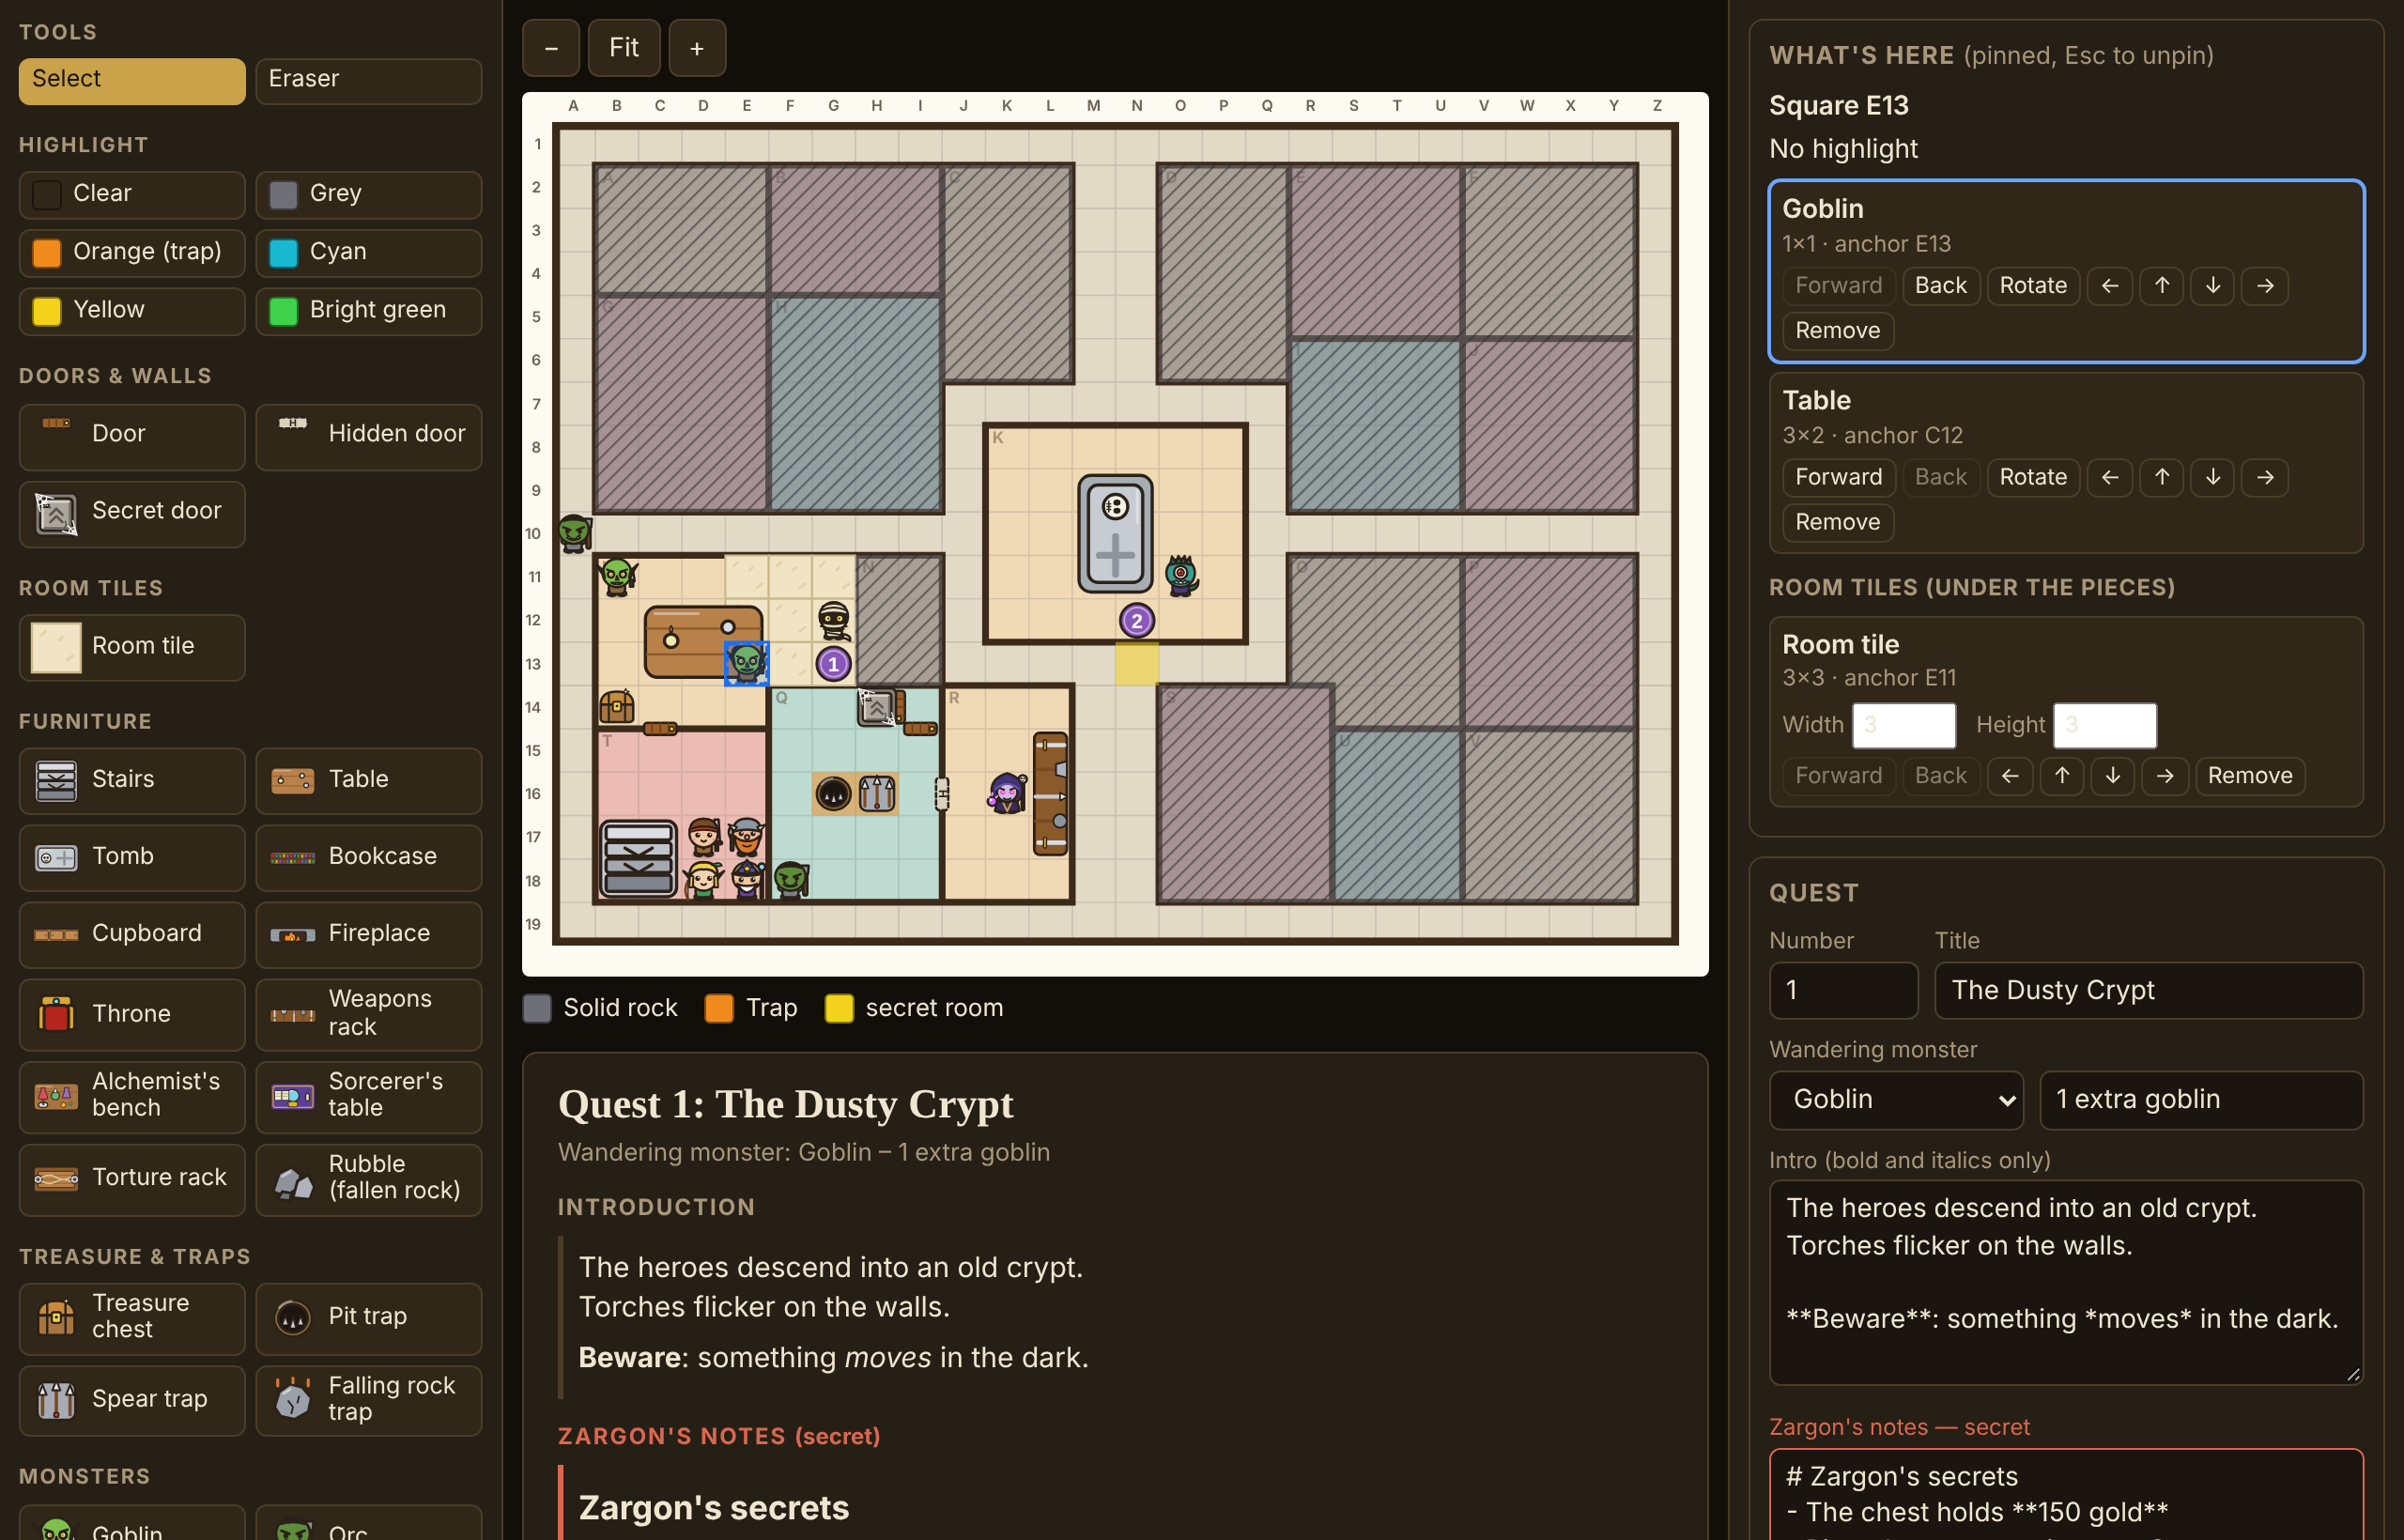 TOOLS
Select
Eraser
HIGHLIGHT
Clear
Grey
Orange (trap)
Cyan
Yellow
Bright green
DOORS & WALLS
Door
Hidden door
Secret door
ROOM TILES
Room tile
FURNITURE
Stairs
Table
Tomb
Bookcase
Cupboard
Fireplace
Throne
Weapons
rack
Alchemist's
bench
Sorcerer's
table
Torture rack
Rubble
(fallen rock)
TREASURE & TRAPS
Treasure
chest
Pit trap
Spear trap
Falling rock
trap
MONSTERS
Goblin
Orc
− Fit +
A B C D E F G H I J K L M N O P Q R S T U V W X Y Z
1
2
A B C D E F
3
4
5
G H
6
I J
7
8
K
9
10
11
N O P
12
2
13
1
14
Q R S
15
T U V
16
H
17
18
19
Solid rock
Trap
secret room
Quest 1: The Dusty Crypt
Wandering monster: Goblin – 1 extra goblin
INTRODUCTION
The heroes descend into an old crypt.
Torches flicker on the walls.
Beware: something moves in the dark.
ZARGON'S NOTES (secret)
Zargon's secrets
WHAT'S HERE (pinned, Esc to unpin)
Square E13
No highlight
Goblin
1×1 · anchor E13
Forward Back Rotate ← ↑ ↓ →
Remove
Table
3×2 · anchor C12
Forward Back Rotate ← ↑ ↓ →
Remove
ROOM TILES (UNDER THE PIECES)
Room tile
3×3 · anchor E11
Width 3 Height 3
Forward Back ← ↑ ↓ → Remove
QUEST
Number
Title
1
The Dusty Crypt
Wandering monster
Goblin
1 extra goblin
Intro (bold and italics only)
The heroes descend into an old crypt.
Torches flicker on the walls.
**Beware**: something *moves* in the dark.
Zargon's notes — secret
# Zargon's secrets
- The chest holds **150 gold**